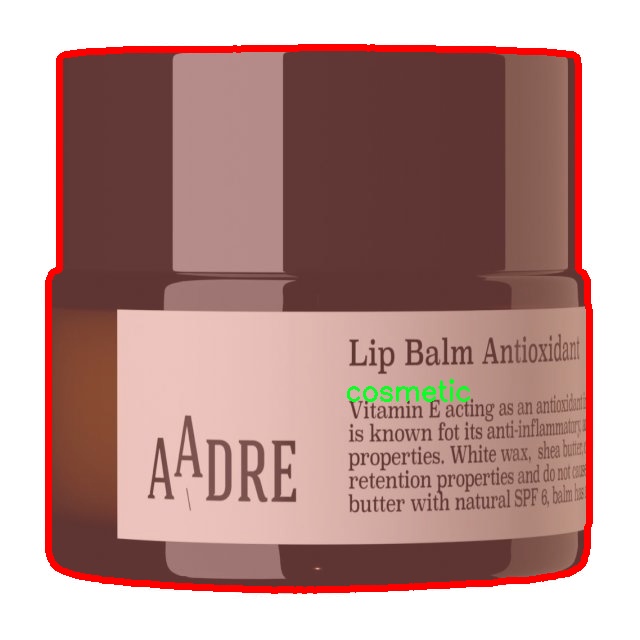 Lip Balm Antioxidant
cosmetic
Vitamin E acting as an antioxidant
is known fot its anti-inflammatory,
properties. White wax, shea butter,
retention properties and do not cause
butter with natural SPF 6, balm has
AADRE